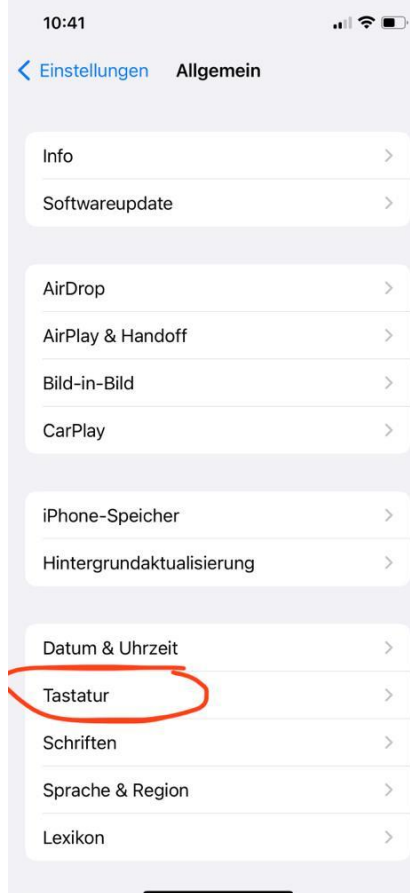 10:41
Einstellungen Allgemein
Info
Softwareupdate
AirDrop
AirPlay & Handoff
Bild-in-Bild
CarPlay
iPhone-Speicher
Hintergrundaktualisierung
Datum & Uhrzeit
Tastatur
Schriften
Sprache & Region
Lexikon